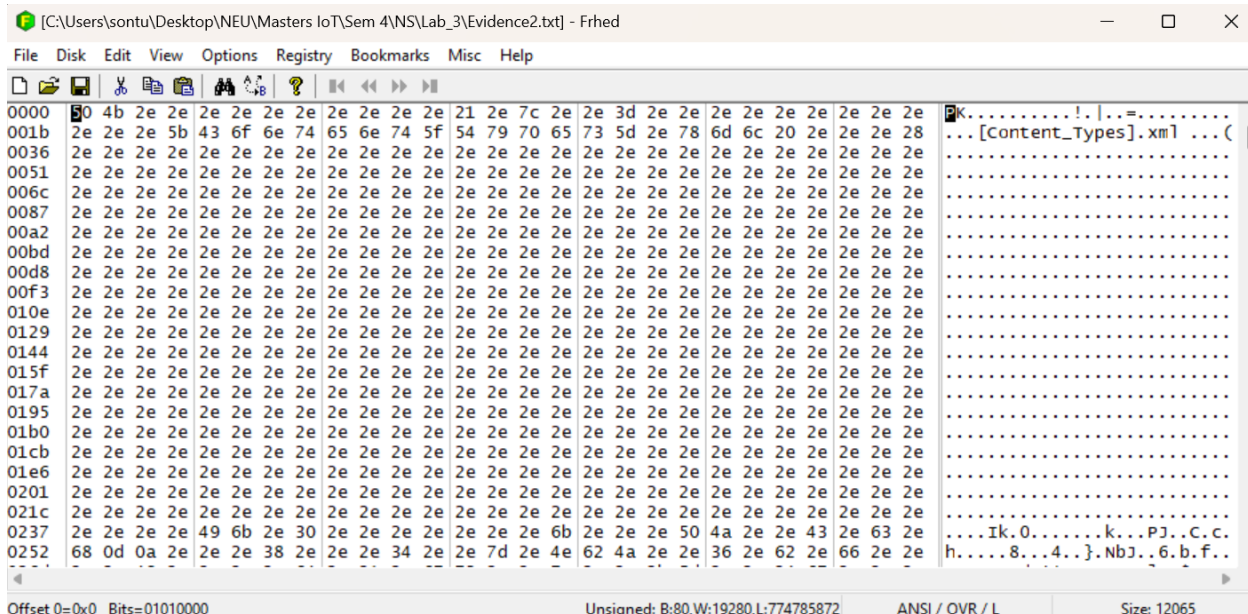 [C:\Users\sontu\Desktop\NEU\Masters IoT\Sem 4\NS\Lab_3\Evidence2.txt] - Frhed
File Disk Edit View Options Registry Bookmarks Misc Help
0000 50 4b 2e 2e 2e 2e 2e 2e 2e 2e 2e 2e 21 2e 7c 2e 2e 3d 2e 2e 2e 2e 2e 2e 2e 2e 2e PK..........!.|..=.........
001b 2e 2e 2e 5b 43 6f 6e 74 65 6e 74 5f 54 79 70 65 73 5d 2e 78 6d 6c 20 2e 2e 2e 28 ...[Content_Types].xml ...(
0036 2e 2e 2e 2e 2e 2e 2e 2e 2e 2e 2e 2e 2e 2e 2e 2e 2e 2e 2e 2e 2e 2e 2e 2e 2e 2e 2e ...........................
0051 2e 2e 2e 2e 2e 2e 2e 2e 2e 2e 2e 2e 2e 2e 2e 2e 2e 2e 2e 2e 2e 2e 2e 2e 2e 2e 2e ...........................
006c 2e 2e 2e 2e 2e 2e 2e 2e 2e 2e 2e 2e 2e 2e 2e 2e 2e 2e 2e 2e 2e 2e 2e 2e 2e 2e 2e ...........................
0087 2e 2e 2e 2e 2e 2e 2e 2e 2e 2e 2e 2e 2e 2e 2e 2e 2e 2e 2e 2e 2e 2e 2e 2e 2e 2e 2e ...........................
00a2 2e 2e 2e 2e 2e 2e 2e 2e 2e 2e 2e 2e 2e 2e 2e 2e 2e 2e 2e 2e 2e 2e 2e 2e 2e 2e 2e ...........................
00bd 2e 2e 2e 2e 2e 2e 2e 2e 2e 2e 2e 2e 2e 2e 2e 2e 2e 2e 2e 2e 2e 2e 2e 2e 2e 2e 2e ...........................
00d8 2e 2e 2e 2e 2e 2e 2e 2e 2e 2e 2e 2e 2e 2e 2e 2e 2e 2e 2e 2e 2e 2e 2e 2e 2e 2e 2e ...........................
00f3 2e 2e 2e 2e 2e 2e 2e 2e 2e 2e 2e 2e 2e 2e 2e 2e 2e 2e 2e 2e 2e 2e 2e 2e 2e 2e 2e ...........................
010e 2e 2e 2e 2e 2e 2e 2e 2e 2e 2e 2e 2e 2e 2e 2e 2e 2e 2e 2e 2e 2e 2e 2e 2e 2e 2e 2e ...........................
0129 2e 2e 2e 2e 2e 2e 2e 2e 2e 2e 2e 2e 2e 2e 2e 2e 2e 2e 2e 2e 2e 2e 2e 2e 2e 2e 2e ...........................
0144 2e 2e 2e 2e 2e 2e 2e 2e 2e 2e 2e 2e 2e 2e 2e 2e 2e 2e 2e 2e 2e 2e 2e 2e 2e 2e 2e ...........................
015f 2e 2e 2e 2e 2e 2e 2e 2e 2e 2e 2e 2e 2e 2e 2e 2e 2e 2e 2e 2e 2e 2e 2e 2e 2e 2e 2e ...........................
017a 2e 2e 2e 2e 2e 2e 2e 2e 2e 2e 2e 2e 2e 2e 2e 2e 2e 2e 2e 2e 2e 2e 2e 2e 2e 2e 2e ...........................
0195 2e 2e 2e 2e 2e 2e 2e 2e 2e 2e 2e 2e 2e 2e 2e 2e 2e 2e 2e 2e 2e 2e 2e 2e 2e 2e 2e ...........................
01b0 2e 2e 2e 2e 2e 2e 2e 2e 2e 2e 2e 2e 2e 2e 2e 2e 2e 2e 2e 2e 2e 2e 2e 2e 2e 2e 2e ...........................
01cb 2e 2e 2e 2e 2e 2e 2e 2e 2e 2e 2e 2e 2e 2e 2e 2e 2e 2e 2e 2e 2e 2e 2e 2e 2e 2e 2e ...........................
01e6 2e 2e 2e 2e 2e 2e 2e 2e 2e 2e 2e 2e 2e 2e 2e 2e 2e 2e 2e 2e 2e 2e 2e 2e 2e 2e 2e ...........................
0201 2e 2e 2e 2e 2e 2e 2e 2e 2e 2e 2e 2e 2e 2e 2e 2e 2e 2e 2e 2e 2e 2e 2e 2e 2e 2e 2e ...........................
021c 2e 2e 2e 2e 2e 2e 2e 2e 2e 2e 2e 2e 2e 2e 2e 2e 2e 2e 2e 2e 2e 2e 2e 2e 2e 2e 2e ...........................
0237 2e 2e 2e 2e 49 6b 2e 30 2e 2e 2e 2e 2e 2e 2e 6b 2e 2e 2e 50 4a 2e 2e 43 2e 63 2e ....Ik.0.......k...PJ..C.c.
0252 68 0d 0a 2e 2e 2e 38 2e 2e 2e 34 2e 2e 7d 2e 4e 62 4a 2e 2e 36 2e 62 2e 66 2e 2e h.....8...4..}.NbJ..6.b.f..
Offset 0=0x0 Bits=01010000 Unsigned: B:80,W:19280,L:774785872 ANSI / OVR / L Size: 12065